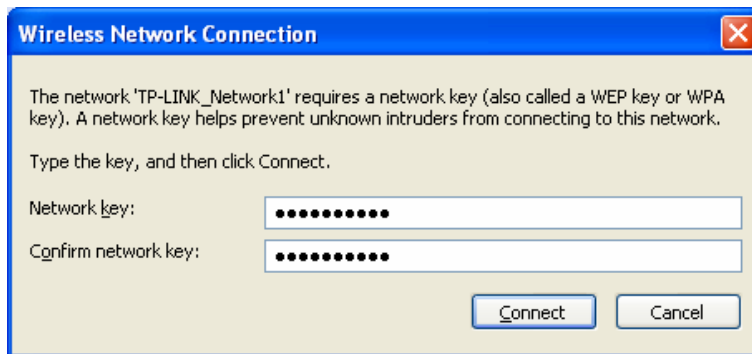 Wireless Network Connection
The network 'TP-LINK_Network1' requires a network key (also called a WEP key or WPA
key). A network key helps prevent unknown intruders from connecting to this network.
Type the key, and then click Connect.
Network key: ●●●●●●●●●●
Confirm network key: ●●●●●●●●●●
Connect Cancel